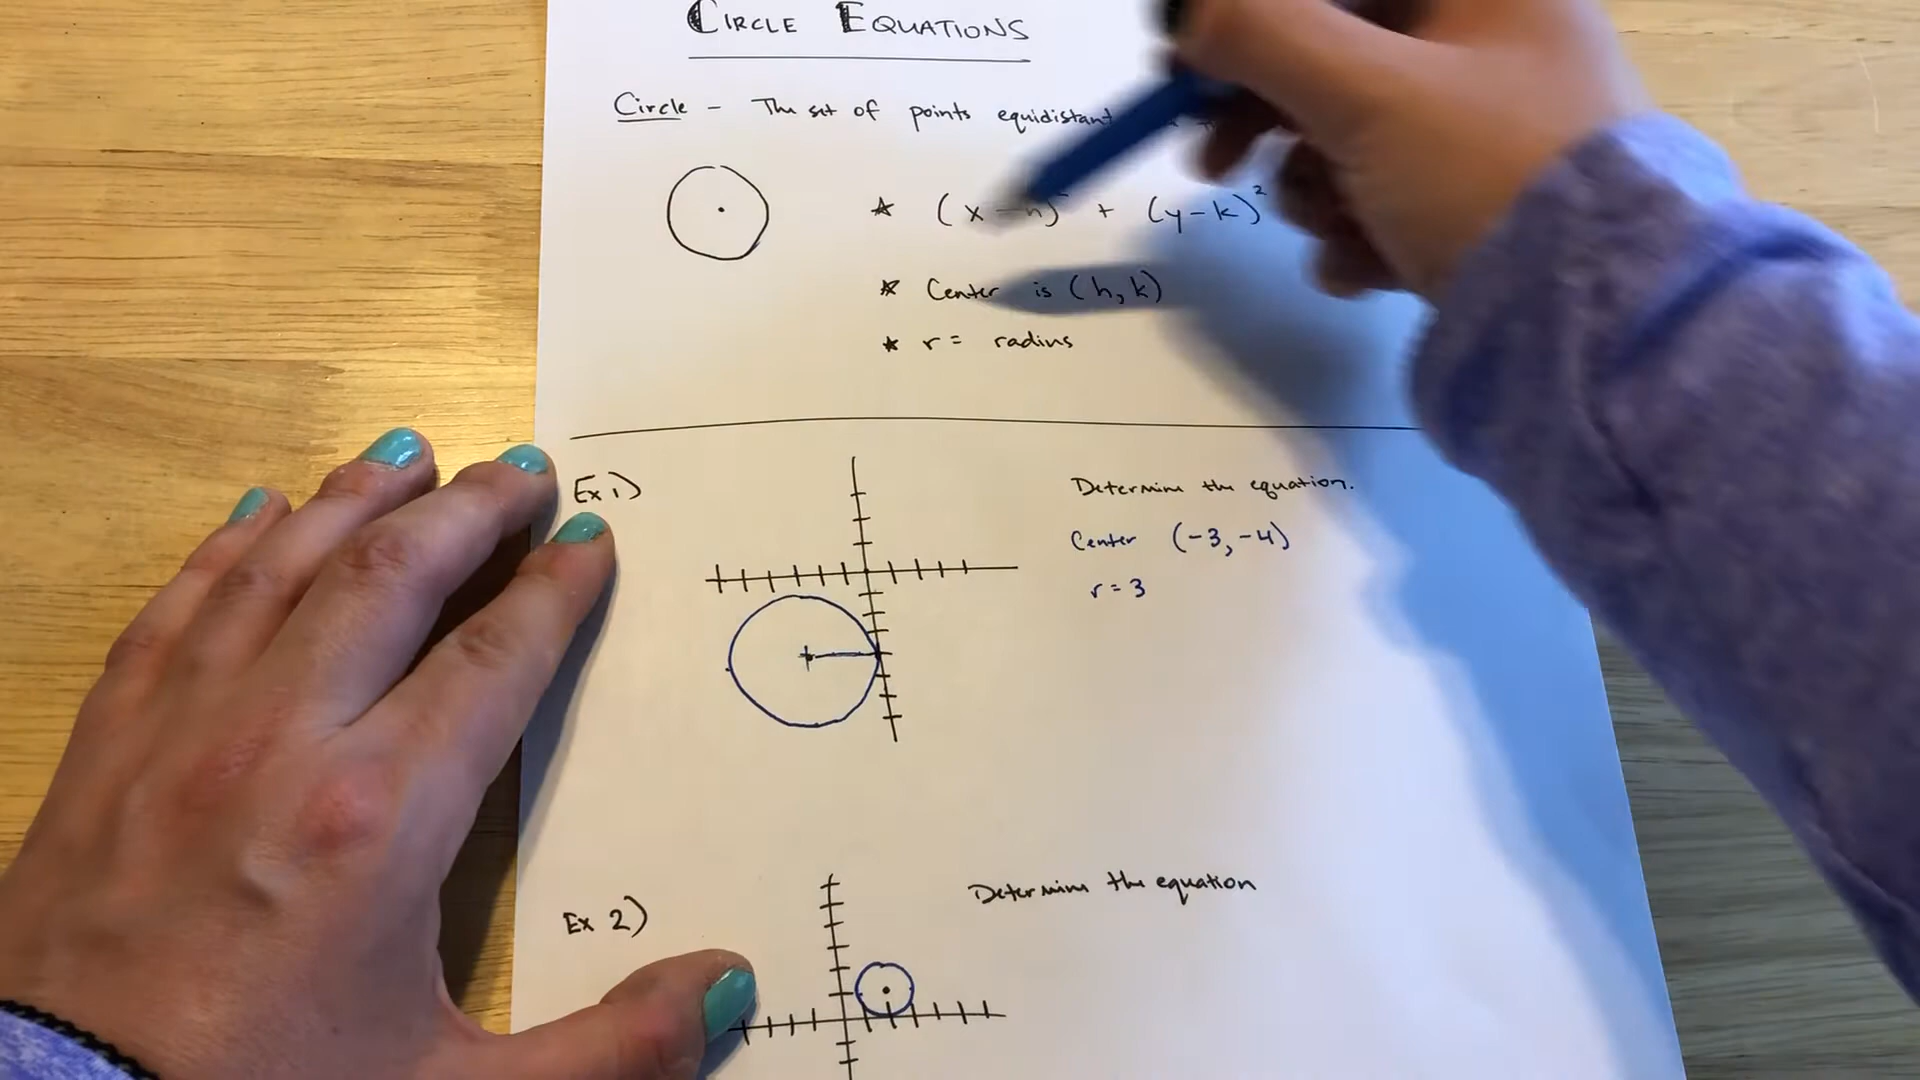 CIRCLE EQUATIONS
Circle - The set of points equidistant
★ (x - h)² + (y-k)²
★ Center is (h, k)
★ r = radius
Ex 1)
Determine the equation.
Center (-3, -4)
r = 3
Ex 2)
Determine the equation